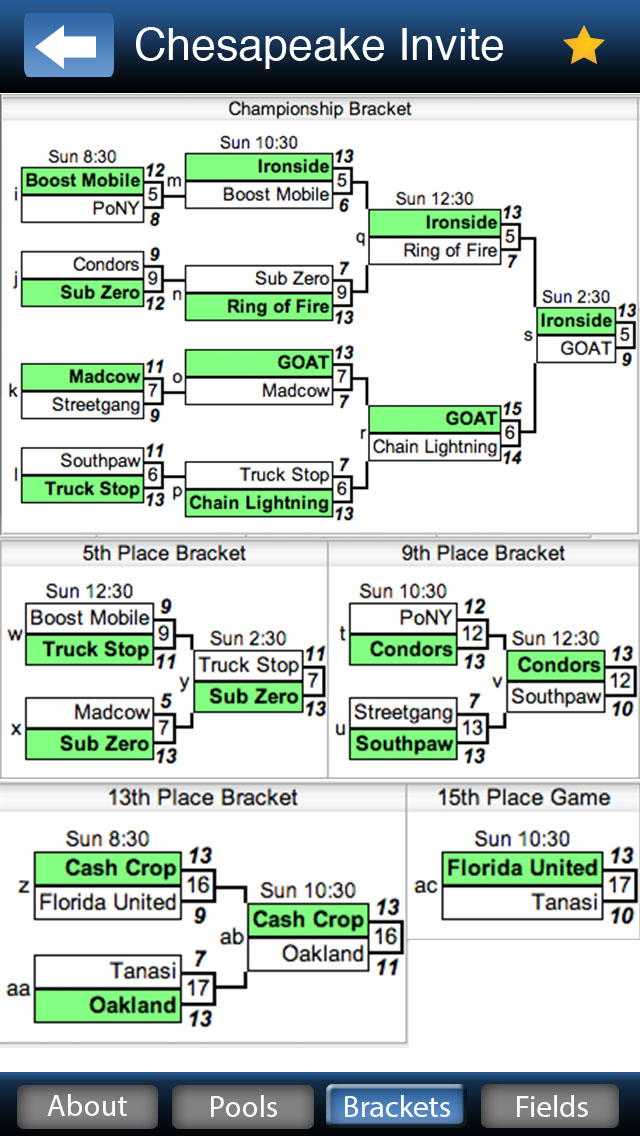 Chesapeake Invite
Championship Bracket
Sun 8:30
i
Boost Mobile 12
5
PoNY 8
j
Condors 9
9
Sub Zero 12
k
Madcow 11
7
Streetgang 9
l
Southpaw 11
6
Truck Stop 13
Sun 10:30
m
Ironside 13
5
Boost Mobile 6
n
Sub Zero 7
9
Ring of Fire 13
o
GOAT 13
7
Madcow 7
p
Truck Stop 7
6
Chain Lightning 13
Sun 12:30
q
Ironside 13
5
Ring of Fire 7
r
GOAT 15
6
Chain Lightning 14
Sun 2:30
s
Ironside 13
5
GOAT 9
5th Place Bracket
Sun 12:30
w
Boost Mobile 9
9
Truck Stop 11
x
Madcow 5
7
Sub Zero 13
Sun 2:30
y
Truck Stop 11
7
Sub Zero 13
9th Place Bracket
Sun 10:30
t
PoNY 12
12
Condors 13
u
Streetgang 7
13
Southpaw 13
Sun 12:30
v
Condors 13
12
Southpaw 10
13th Place Bracket
Sun 8:30
z
Cash Crop 13
16
Florida United 9
aa
Tanasi 7
17
Oakland 13
Sun 10:30
ab
Cash Crop 13
16
Oakland 11
15th Place Game
Sun 10:30
ac
Florida United 13
17
Tanasi 10
About
Pools
Brackets
Fields